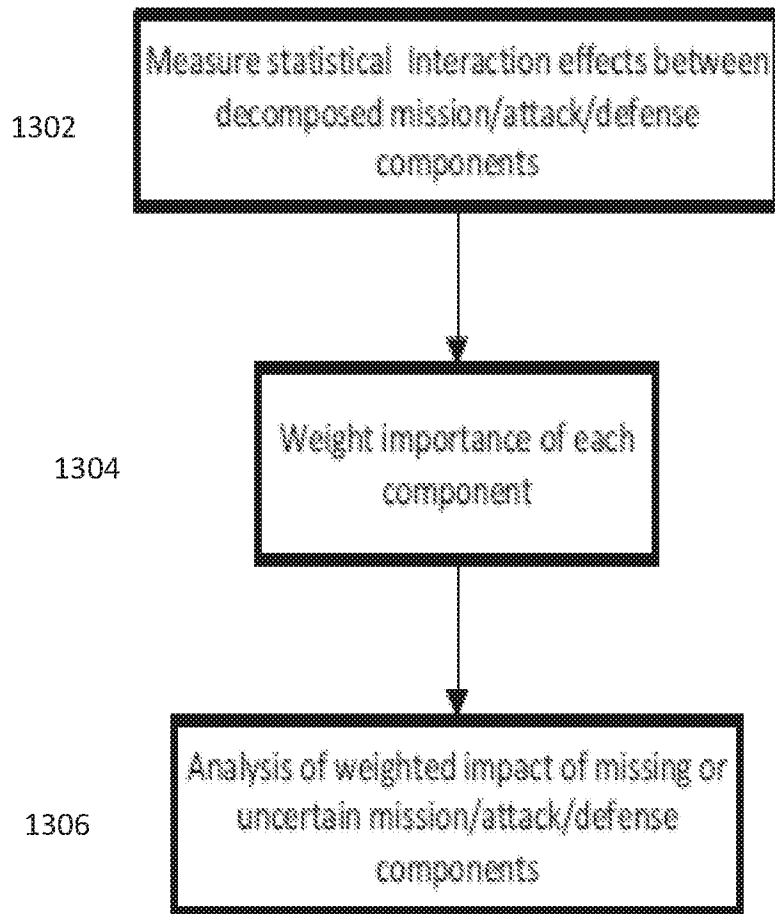 Measure statistical Interaction effects between
decomposed mission/attack/defense
components
1302
Weight importance of each
component
1304
Analysis of weighted impact of missing or
uncertain mission/attack/defense
components
1306